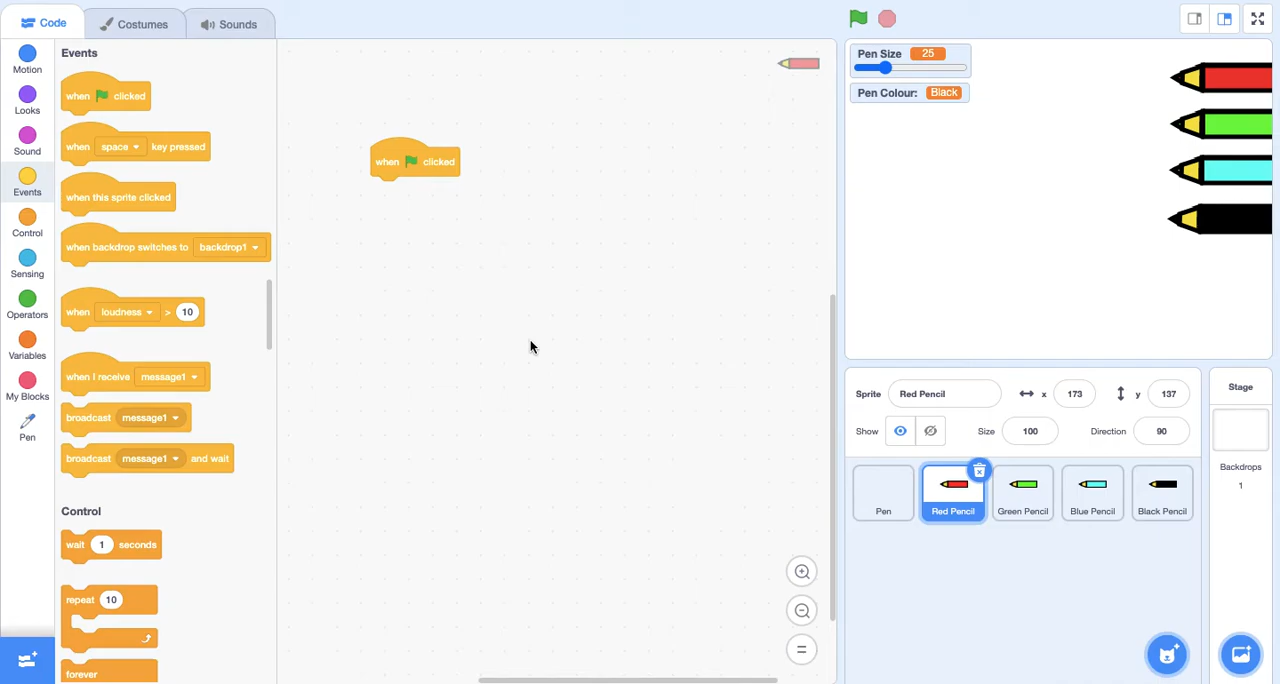 Code
Costumes
Sounds
Motion
Looks
Sound
Events
Control
Sensing
Operators
Variables
My Blocks
Pen
Events
when clicked
when space key pressed
when this sprite clicked
when backdrop switches to backdrop1
when loudness > 10
when I receive message1
broadcast message1
broadcast message1 and wait
Control
wait 1 seconds
repeat 10
forever
when clicked
Pen Size 25
Pen Colour: Black
Sprite Red Pencil x 173 y 137
Show Size 100 Direction 90
Pen
Red Pencil
Green Pencil
Blue Pencil
Black Pencil
Stage
Backdrops
1